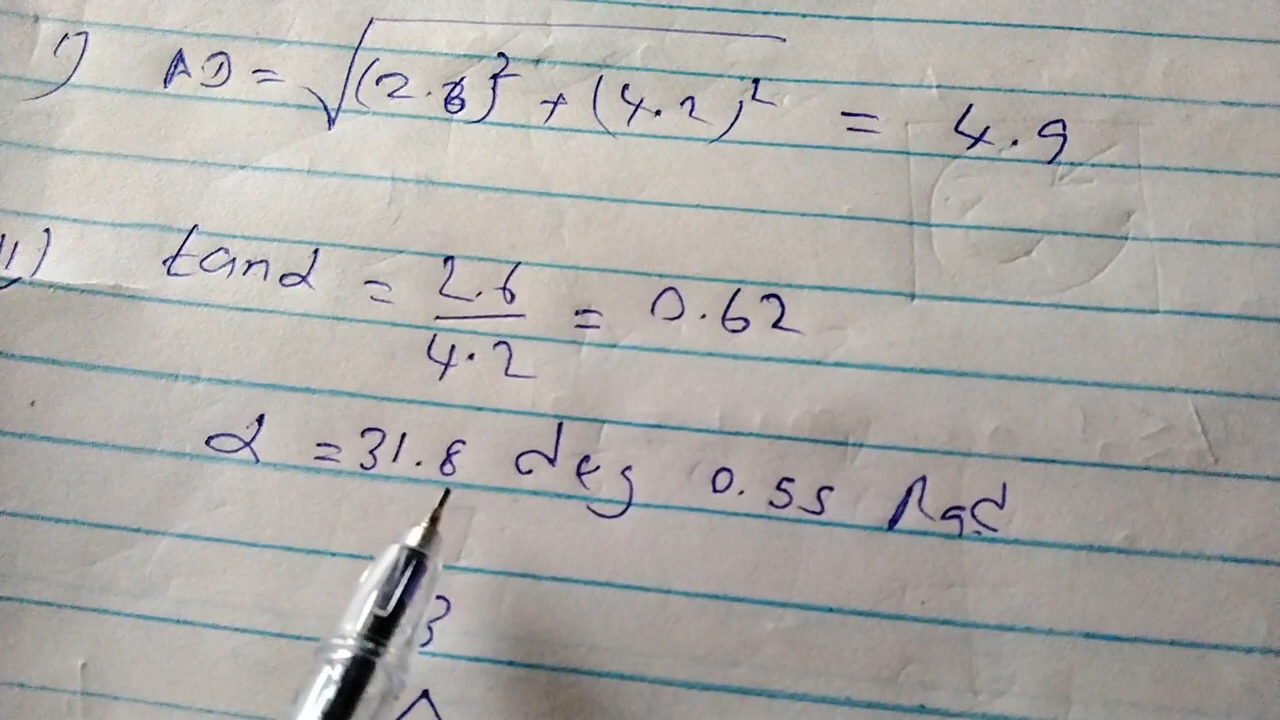 i) AD = √(2.6)² + (4.2)² = 4.9
ii) tanα = 2.6/4.2 = 0.62
α = 31.8 deg 0.55 Rad
3